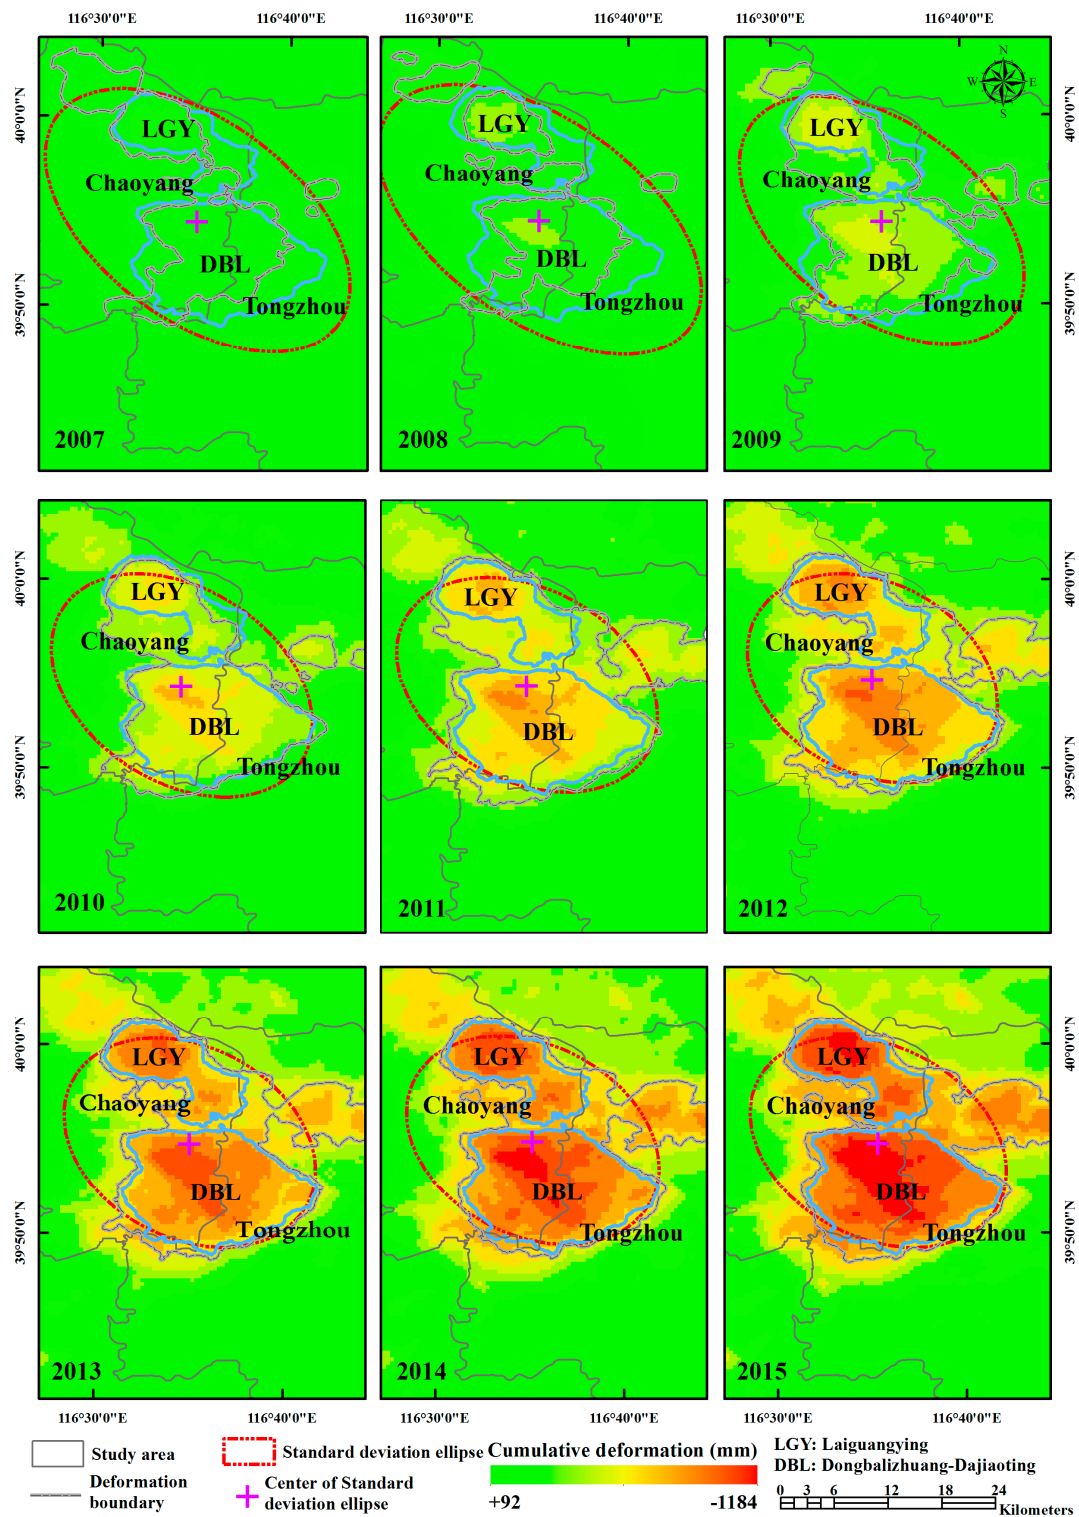 116°30'0"E 116°40'0"E 116°30'0"E 116°40'0"E 116°30'0"E 116°40'0"E
N
W E
S
40°0'0"N
40°0'0"N
LGY
LGY
LGY
Chaoyang
Chaoyang
Chaoyang
DBL
DBL
DBL
Tongzhou
Tongzhou
Tongzhou
39°50'0"N
39°50'0"N
2007
2008
2009
40°0'0"N
40°0'0"N
LGY
LGY
LGY
Chaoyang
Chaoyang
Chaoyang
DBL
DBL
DBL
Tongzhou
Tongzhou
39°50'0"N
39°50'0"N
2010
2011
2012
40°0'0"N
40°0'0"N
LGY
LGY
LGY
Chaoyang
Chaoyang
Chaoyang
DBL
DBL
DBL
Tongzhou
Tongzhou
Tongzhou
39°50'0"N
39°50'0"N
2013
2014
2015
116°30'0"E 116°40'0"E 116°30'0"E 116°40'0"E 116°30'0"E 116°40'0"E
Study area
Deformation
boundary
Standard deviation ellipse
Center of Standard
deviation ellipse
Cumulative deformation (mm)
+92 -1184
LGY: Laiguangying
DBL: Dongbalizhuang-Dajiaoting
0 3 6 12 18 24
Kilometers